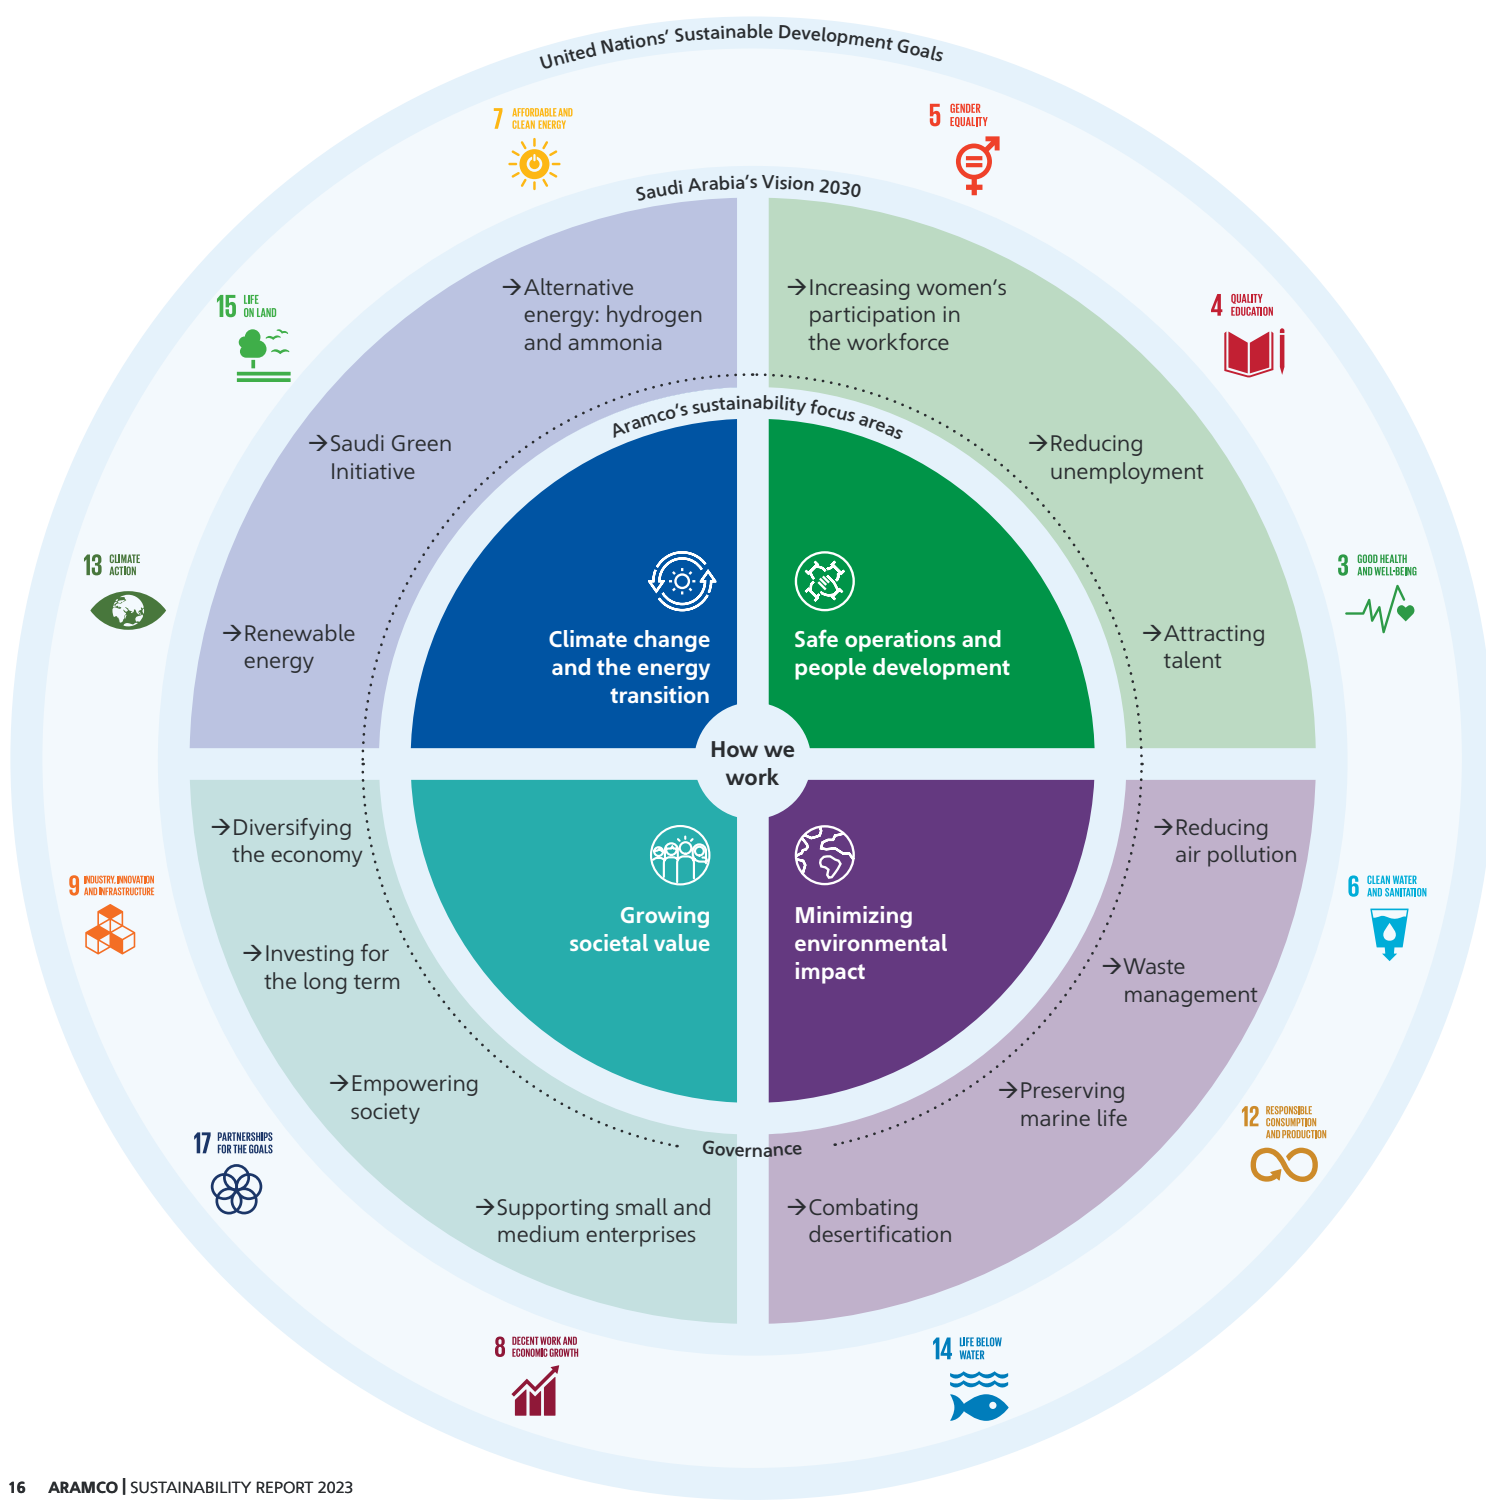 United Nations’ Sustainable Development Goals
7 AFFORDABLE AND
CLEAN ENERGY
5 GENDER
EQUALITY
Saudi Arabia’s Vision 2030
→Alternative
energy: hydrogen
and ammonia
→Increasing women’s
participation in
the workforce
15 LIFE
ON LAND
4 QUALITY
EDUCATION
Aramco’s sustainability focus areas
→Saudi Green
Initiative
→Reducing
unemployment
13 CLIMATE
ACTION
3 GOOD HEALTH
AND WELL-BEING
→Renewable
energy
Climate change
and the energy
transition
Safe operations and
people development
→Attracting
talent
How we
work
→Diversifying
the economy
→Reducing
air pollution
9 INDUSTRY, INNOVATION
AND INFRASTRUCTURE
Growing
societal value
Minimizing
environmental
impact
6 CLEAN WATER
AND SANITATION
→Investing for
the long term
→Waste
management
→Empowering
society
→Preserving
marine life
17 PARTNERSHIPS
FOR THE GOALS
Governance
12 RESPONSIBLE
CONSUMPTION
AND PRODUCTION
→Supporting small and
medium enterprises
→Combating
desertification
8 DECENT WORK AND
ECONOMIC GROWTH
14 LIFE BELOW
WATER
16 ARAMCO | SUSTAINABILITY REPORT 2023